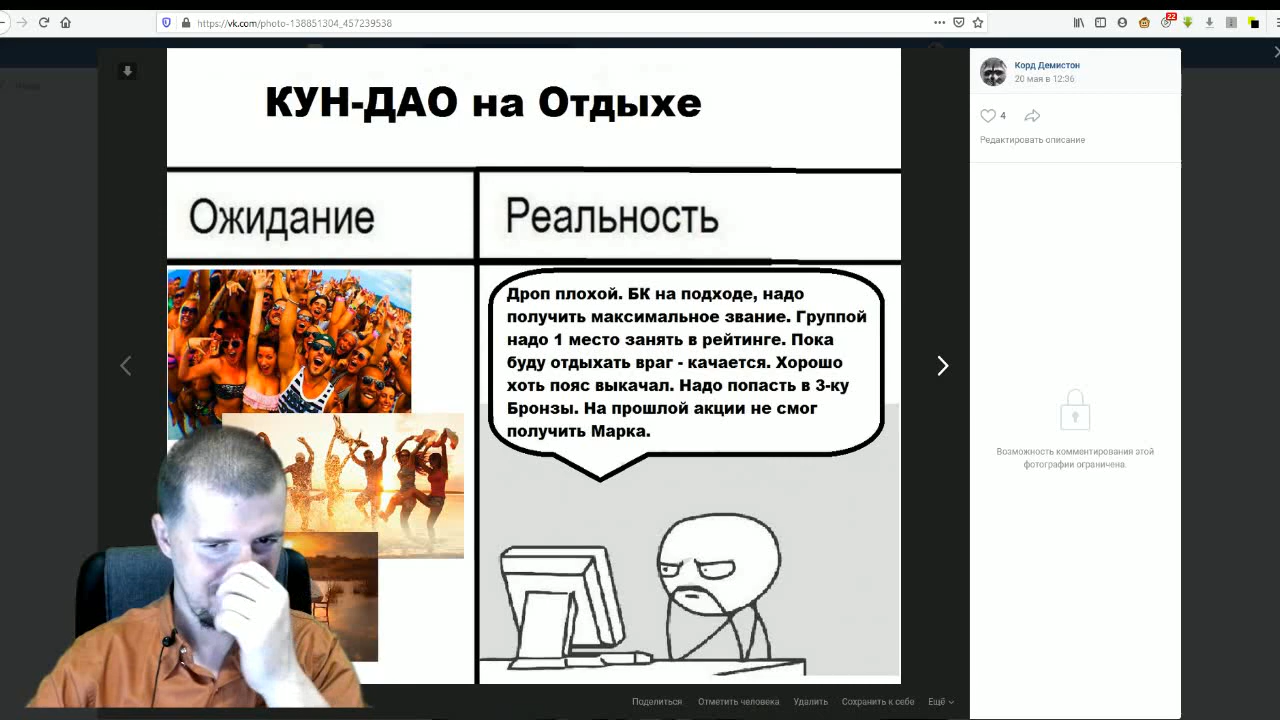 https://vk.com/photo-138851304_457239538
22
КУН-ДАО на Отдыхе
Ожидание
Реальность
Дроп плохой. БК на подходе, надо
получить максимальное звание. Группой
надо 1 место занять в рейтинге. Пока
буду отдыхать враг - качается. Хорошо
хоть пояс выкачал. Надо попасть в 3-ку
Бронзы. На прошлой акции не смог
получить Марка.
Корд Демистон
20 мая в 12:36
4
Редактировать описание
Возможность комментирования этой
фотографии ограничена.
Поделиться Отметить человека Удалить Сохранить к себе Ещё